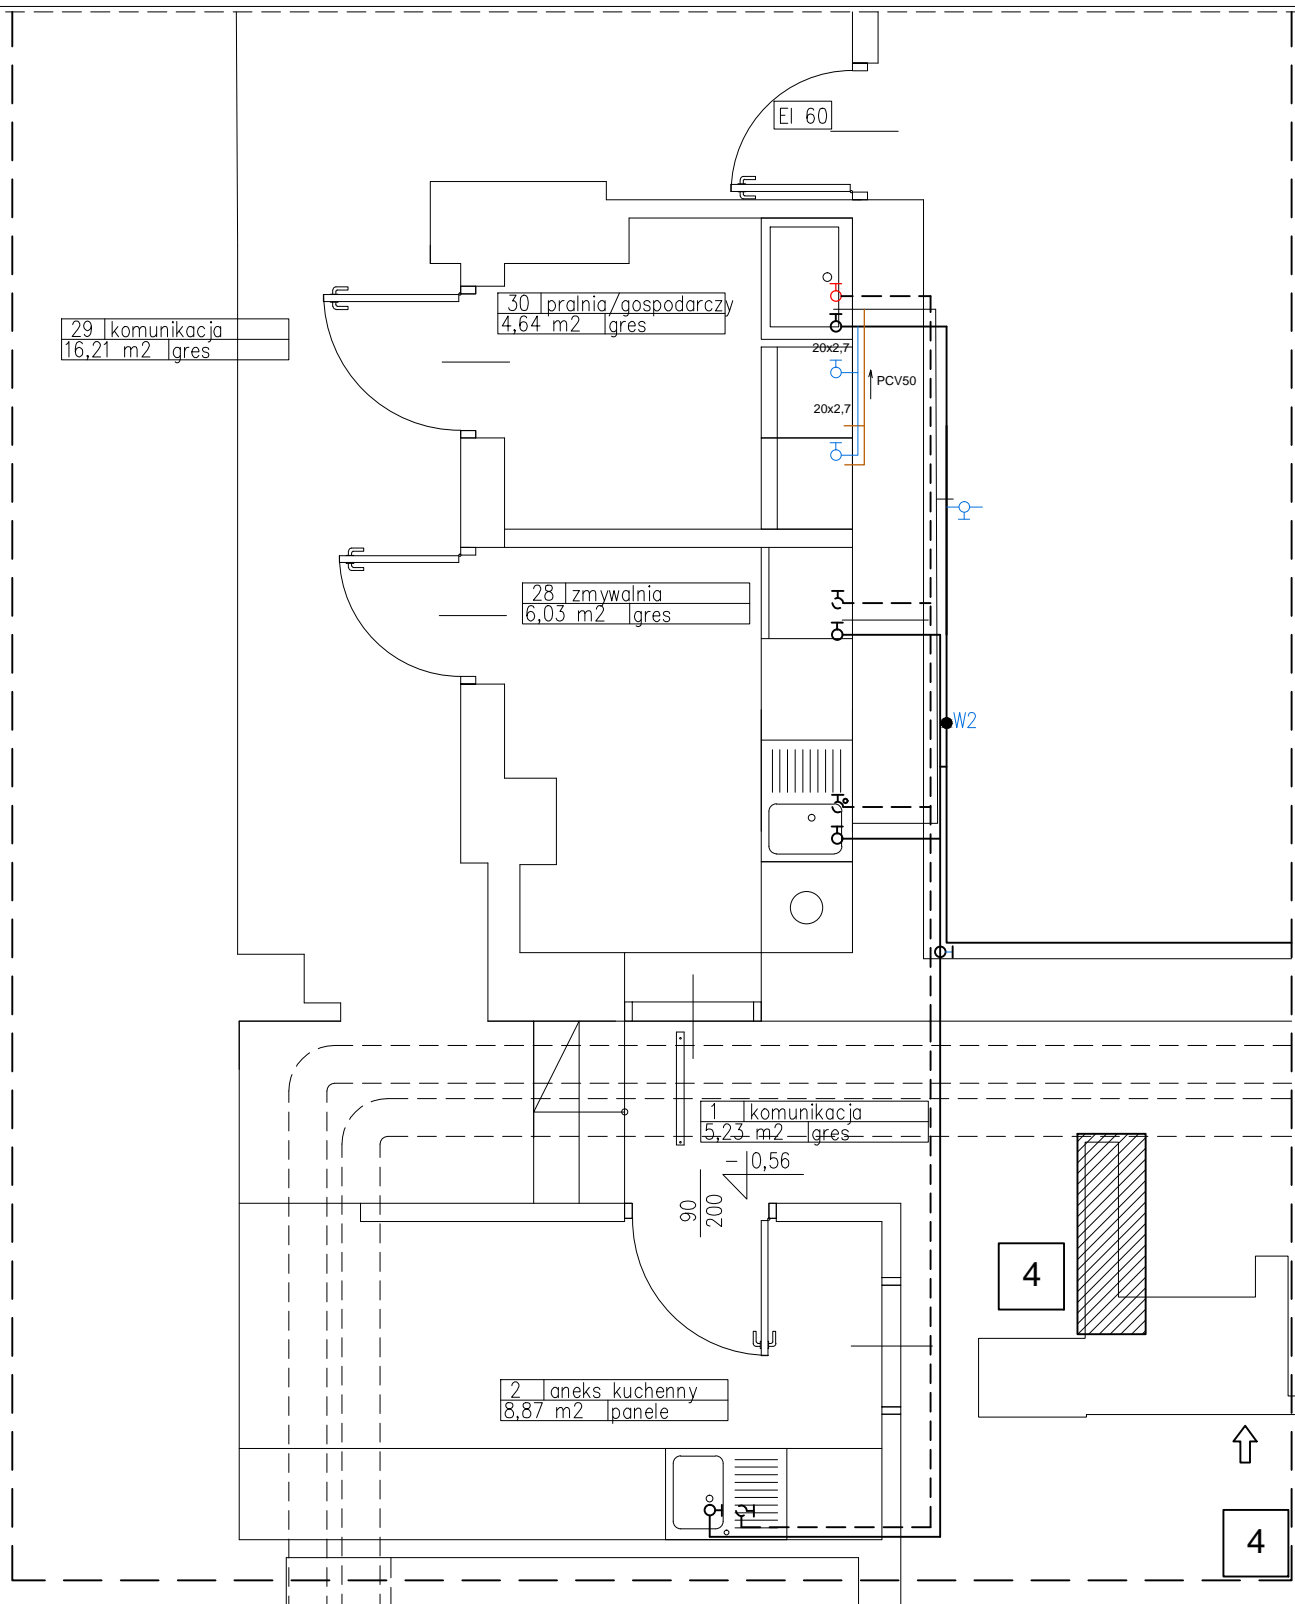 EI 60
30 pralnia/gospodarczy
4,64 m2 gres
29 komunikacja
16,21 m2 gres
20x2,7
PCV50
20x2,7
28 zmywalnia
6,03 m2 gres
W2
1 komunikacja
5,23 m2 gres
- 0,56
90
200
4
2 aneks kuchenny
8,87 m2 panele
4